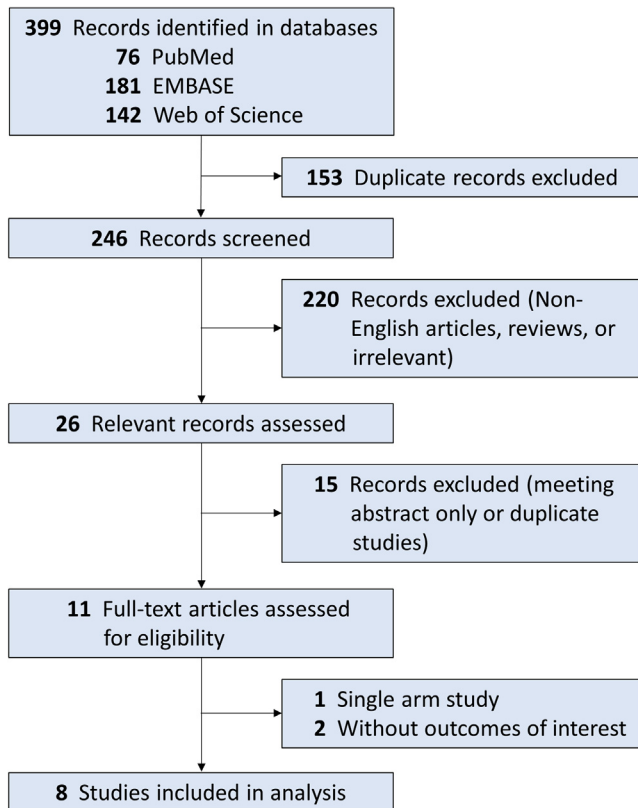 399 Records identified in databases
76 PubMed
181 EMBASE
142 Web of Science
153 Duplicate records excluded
246 Records screened
220 Records excluded (Non-
English articles, reviews, or
irrelevant)
26 Relevant records assessed
15 Records excluded (meeting
abstract only or duplicate
studies)
11 Full-text articles assessed
for eligibility
1 Single arm study
2 Without outcomes of interest
8 Studies included in analysis